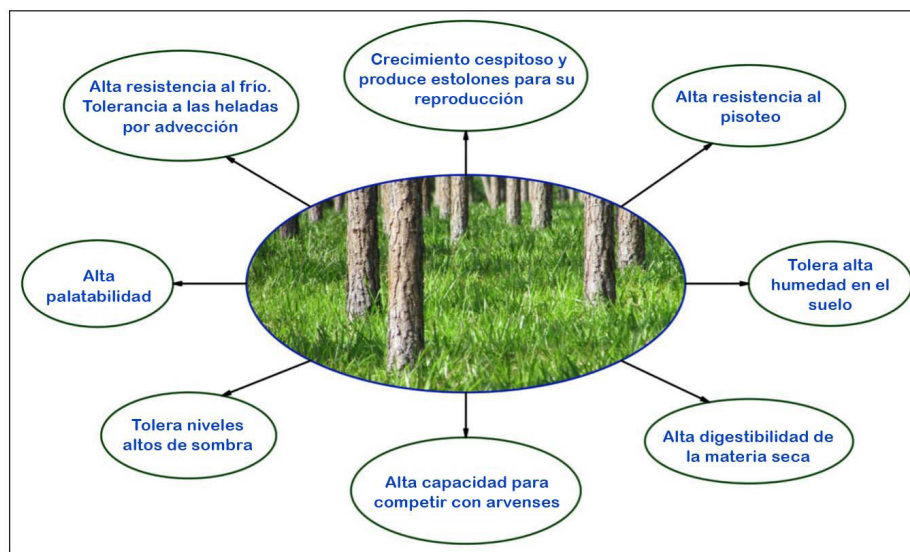 Crecimiento cespitoso y
produce estolones para su
reproducción
Alta resistencia al frío.
Tolerancia a las heladas
por advección
Alta resistencia al
pisoteo
Alta
palatabilidad
Tolera alta
humedad en el
suelo
Tolera niveles
altos de sombra
Alta digestibilidad de
la materia seca
Alta capacidad para
competir con arvenses